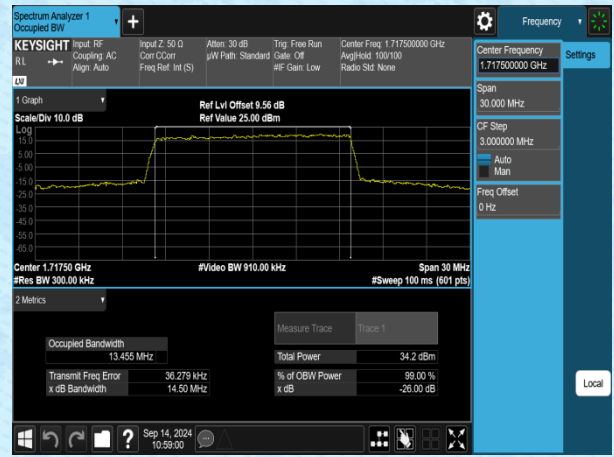 Spectrum Analyzer 1
Occupied BW
+
Frequency
KEYSIGHT
Input: RF
Coupling: AC
Align: Auto
Input Z: 50 Ω
Corr CCorr
Freq Ref: Int (S)
Atten: 30 dB
µW Path: Standard
Trig: Free Run
Gate: Off
#IF Gain: Low
Center Freq: 1.717500000 GHz
Avg|Hold: 100/100
Radio Std: None
RL
LXI
Center Frequency
1.717500000 GHz
Settings
Span
30.000 MHz
CF Step
3.000000 MHz
Auto
Man
Freq Offset
0 Hz
Local
1 Graph
Scale/Div 10.0 dB
Ref Lvl Offset 9.56 dB
Ref Value 25.00 dBm
Log
15.0
5.00
-5.00
-15.0
-25.0
-35.0
-45.0
-55.0
-65.0
Center 1.71750 GHz
#Res BW 300.00 kHz
#Video BW 910.00 kHz
Span 30 MHz
#Sweep 100 ms (601 pts)
2 Metrics
Measure Trace
Trace 1
Occupied Bandwidth
13.455 MHz
Total Power
34.2 dBm
Transmit Freq Error
36.279 kHz
% of OBW Power
99.00 %
x dB Bandwidth
14.50 MHz
x dB
-26.00 dB
?
Sep 14, 2024
10:59:00